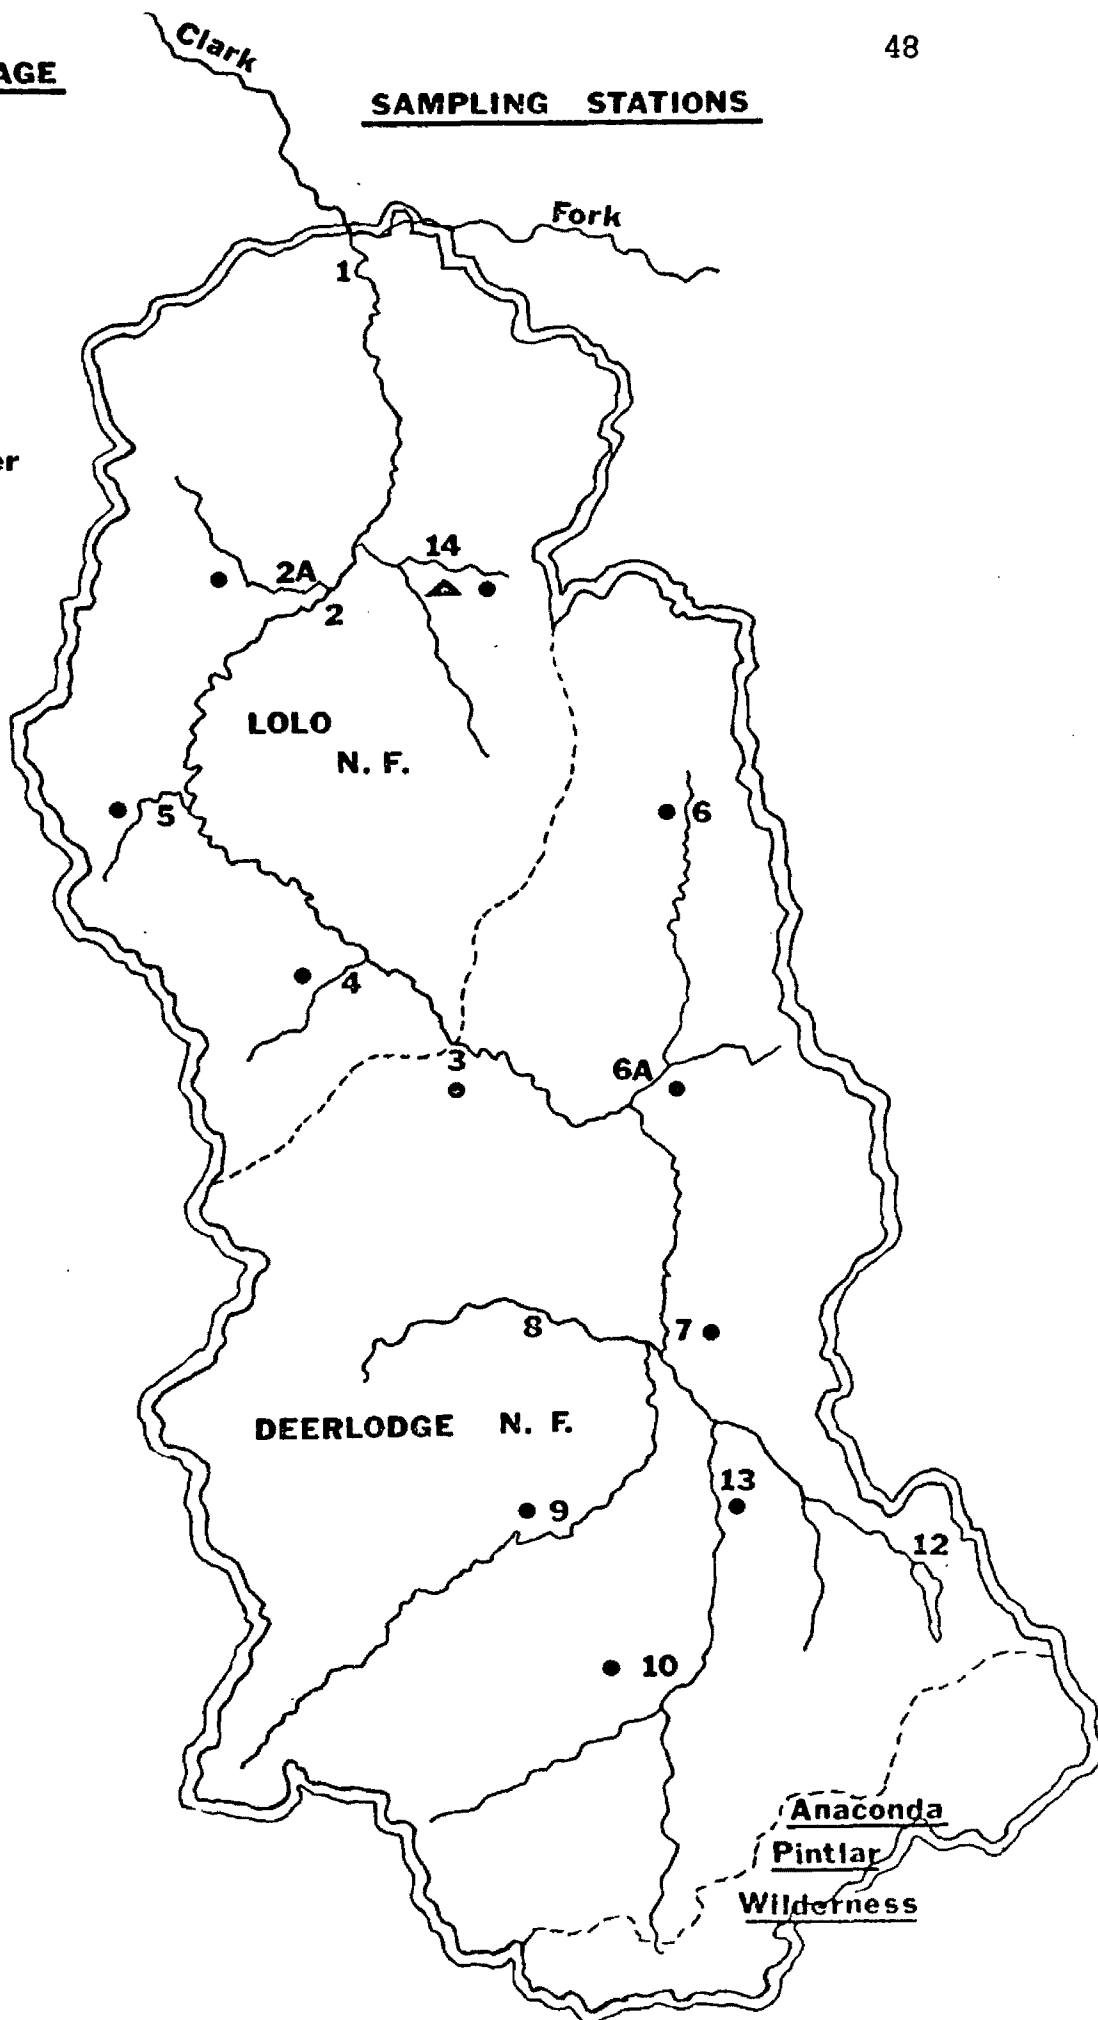 48
AGE
SAMPLING STATIONS
Clark
Fork
1
er
14
2A
2
LOLO
N. F.
5
6
4
3
6A
8
7
DEERLODGE N. F.
13
9
12
10
Anaconda
Pintlar
Wilderness